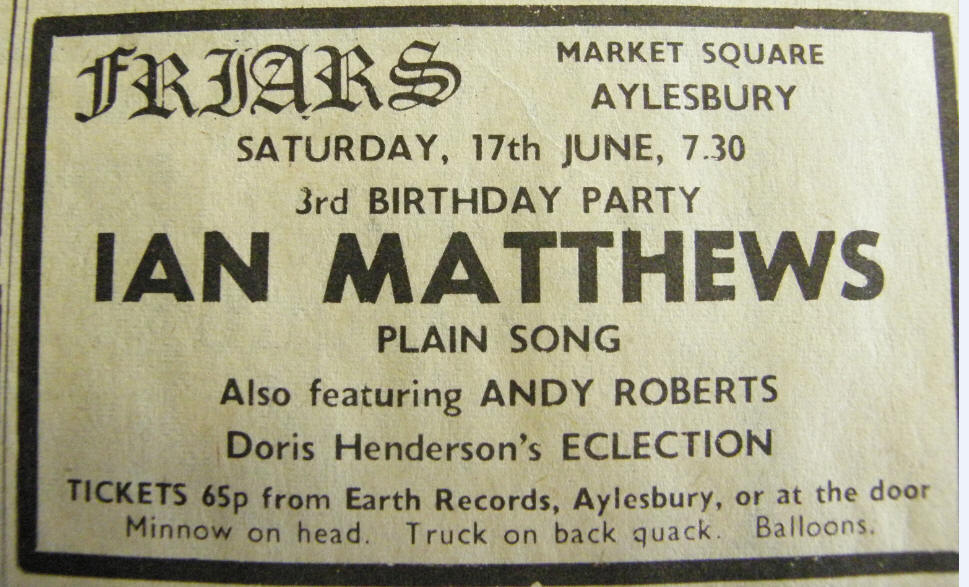 FRIARS
MARKET SQUARE
AYLESBURY
SATURDAY, 17th JUNE, 7.30
3rd BIRTHDAY PARTY
IAN MATTHEWS
PLAIN SONG
Also featuring ANDY ROBERTS
Doris Henderson's ECLECTION
TICKETS 65p from Earth Records, Aylesbury, or at the door
Minnow on head. Truck on back quack. Balloons.